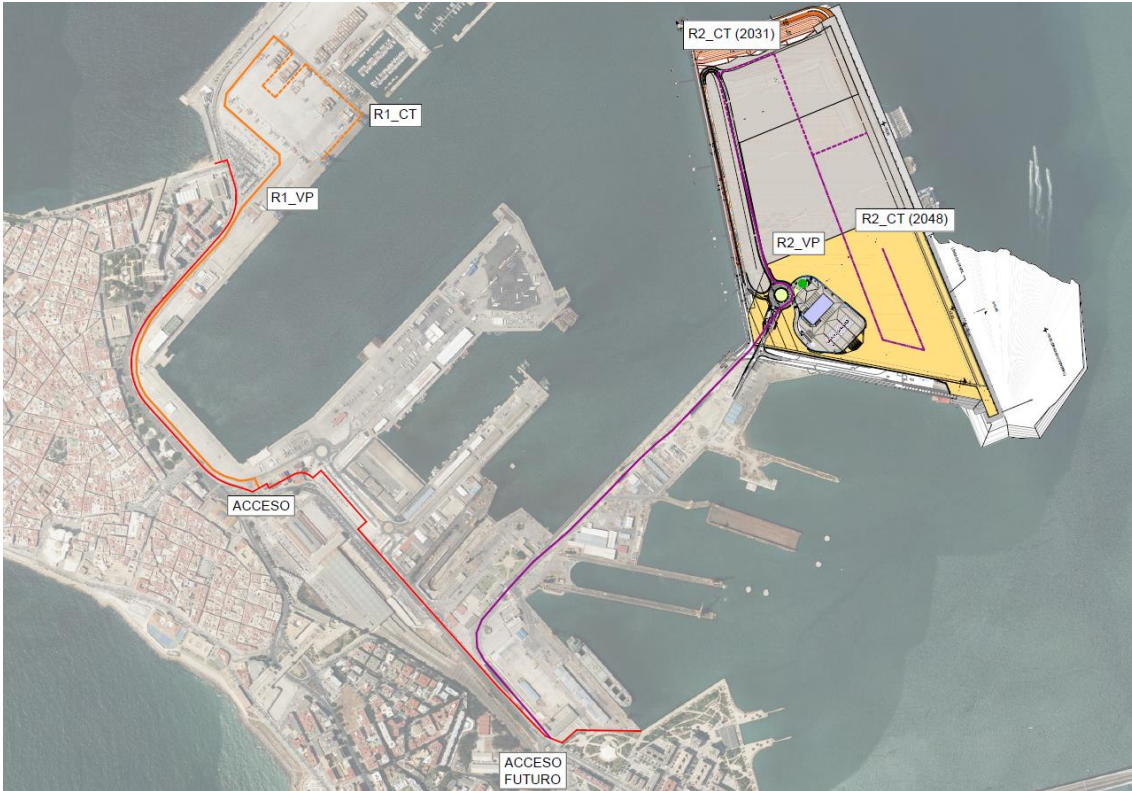 R2_CT (2031)
R1_CT
R1_VP
R2_CT (2048)
R2_VP
ACCESO
ACCESO
FUTURO